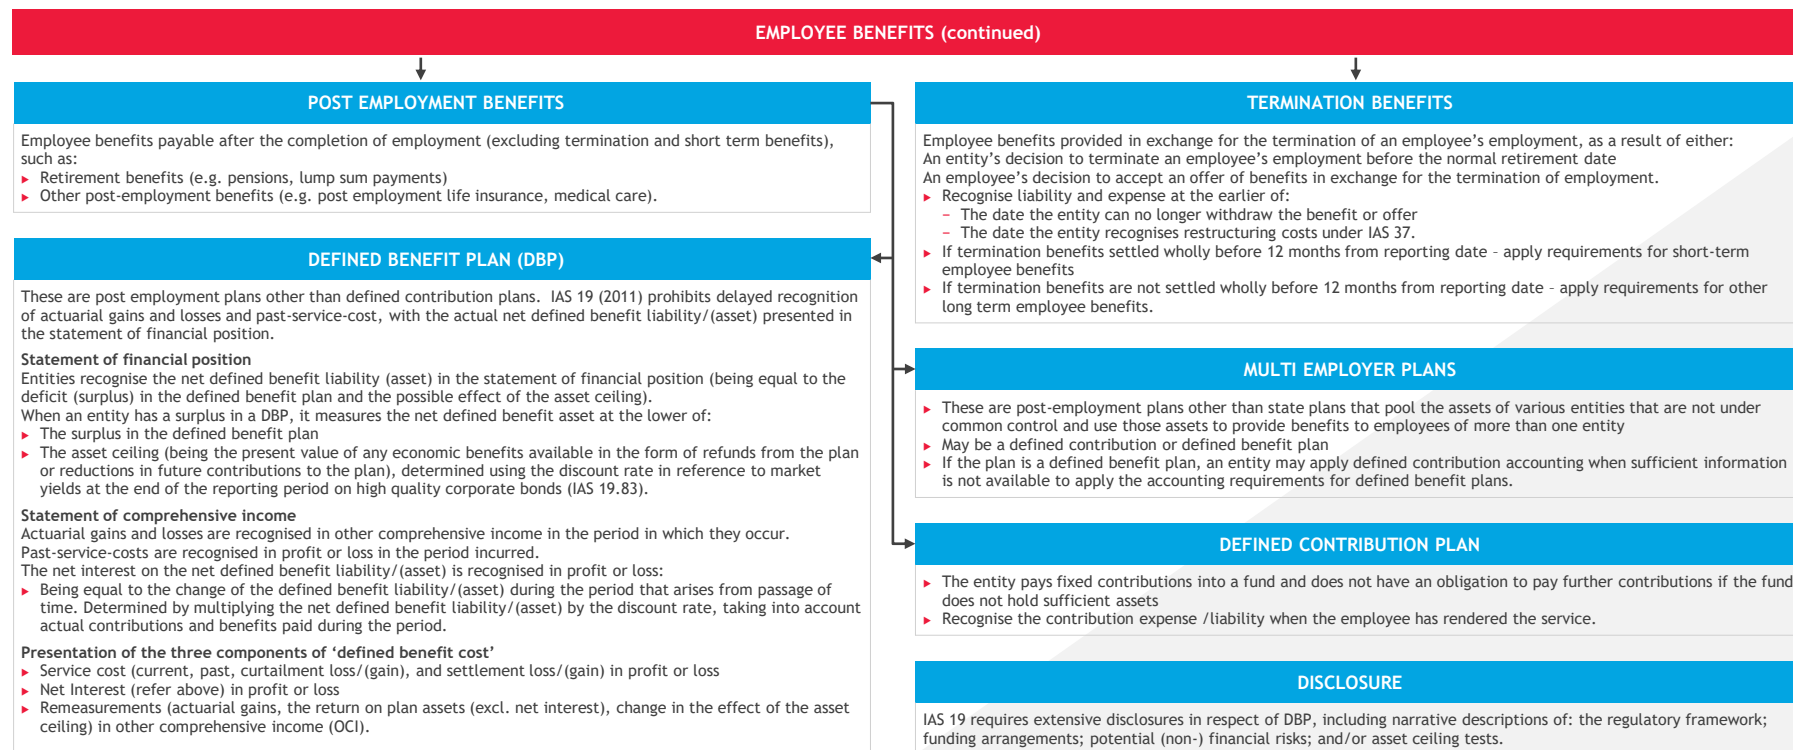 EMPLOYEE BENEFITS (continued)
POST EMPLOYMENT BENEFITS
Employee benefits payable after the completion of employment (excluding termination and short term benefits),
such as:
► Retirement benefits (e.g. pensions, lump sum payments)
► Other post-employment benefits (e.g. post employment life insurance, medical care).
DEFINED BENEFIT PLAN (DBP)
These are post employment plans other than defined contribution plans. IAS 19 (2011) prohibits delayed recognition
of actuarial gains and losses and past-service-cost, with the actual net defined benefit liability/(asset) presented in
the statement of financial position.
Statement of financial position
Entities recognise the net defined benefit liability (asset) in the statement of financial position (being equal to the
deficit (surplus) in the defined benefit plan and the possible effect of the asset ceiling).
When an entity has a surplus in a DBP, it measures the net defined benefit asset at the lower of:
► The surplus in the defined benefit plan
► The asset ceiling (being the present value of any economic benefits available in the form of refunds from the plan
or reductions in future contributions to the plan), determined using the discount rate in reference to market
yields at the end of the reporting period on high quality corporate bonds (IAS 19.83).
Statement of comprehensive income
Actuarial gains and losses are recognised in other comprehensive income in the period in which they occur.
Past-service-costs are recognised in profit or loss in the period incurred.
The net interest on the net defined benefit liability/(asset) is recognised in profit or loss:
► Being equal to the change of the defined benefit liability/(asset) during the period that arises from passage of
time. Determined by multiplying the net defined benefit liability/(asset) by the discount rate, taking into account
actual contributions and benefits paid during the period.
Presentation of the three components of ‘defined benefit cost’
► Service cost (current, past, curtailment loss/(gain), and settlement loss/(gain) in profit or loss
► Net Interest (refer above) in profit or loss
► Remeasurements (actuarial gains, the return on plan assets (excl. net interest), change in the effect of the asset
ceiling) in other comprehensive income (OCI).
TERMINATION BENEFITS
Employee benefits provided in exchange for the termination of an employee’s employment, as a result of either:
An entity’s decision to terminate an employee’s employment before the normal retirement date
An employee’s decision to accept an offer of benefits in exchange for the termination of employment.
► Recognise liability and expense at the earlier of:
– The date the entity can no longer withdraw the benefit or offer
– The date the entity recognises restructuring costs under IAS 37.
► If termination benefits settled wholly before 12 months from reporting date – apply requirements for short-term
employee benefits
► If termination benefits are not settled wholly before 12 months from reporting date – apply requirements for other
long term employee benefits.
MULTI EMPLOYER PLANS
► These are post-employment plans other than state plans that pool the assets of various entities that are not under
common control and use those assets to provide benefits to employees of more than one entity
► May be a defined contribution or defined benefit plan
► If the plan is a defined benefit plan, an entity may apply defined contribution accounting when sufficient information
is not available to apply the accounting requirements for defined benefit plans.
DEFINED CONTRIBUTION PLAN
► The entity pays fixed contributions into a fund and does not have an obligation to pay further contributions if the fund
does not hold sufficient assets
► Recognise the contribution expense /liability when the employee has rendered the service.
DISCLOSURE
IAS 19 requires extensive disclosures in respect of DBP, including narrative descriptions of: the regulatory framework;
funding arrangements; potential (non-) financial risks; and/or asset ceiling tests.